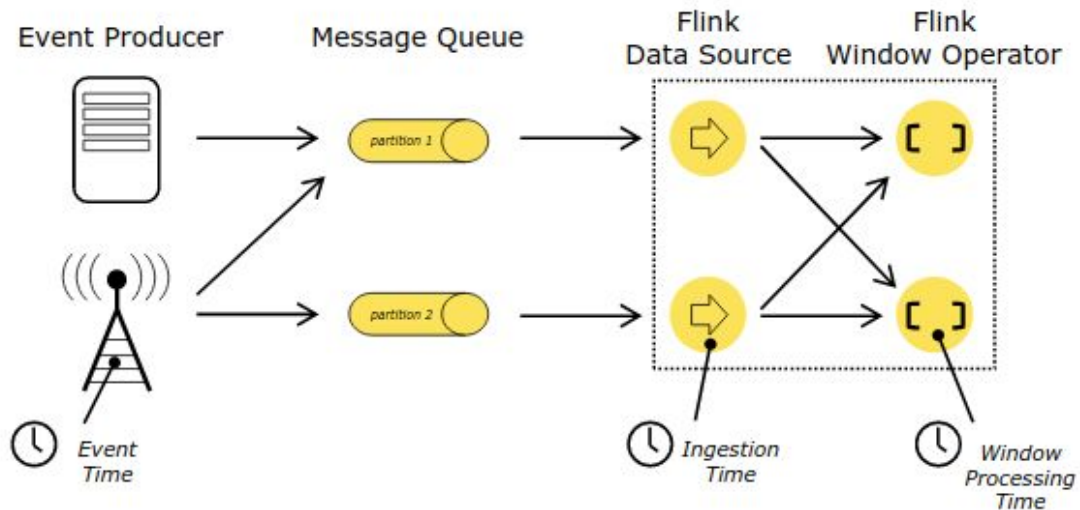 Event Producer
Message Queue
Flink
Data Source
Flink
Window Operator
partition 1
partition 2
Event
Time
Ingestion
Time
Window
Processing
Time